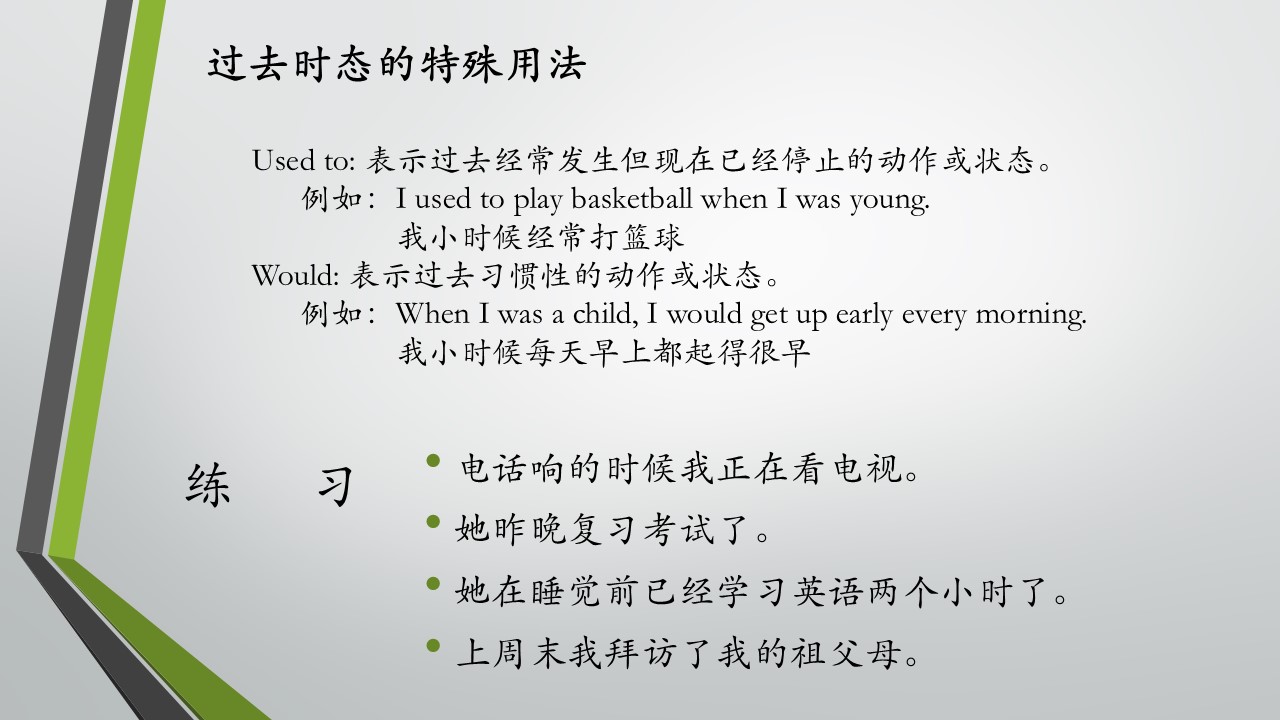 过去时态的特殊用法
Used to: 表示过去经常发生但现在已经停止的动作或状态。
例如：I used to play basketball when I was young.
我小时候经常打篮球
Would: 表示过去习惯性的动作或状态。
例如：When I was a child, I would get up early every morning.
我小时候每天早上都起得很早
练 习
• 电话响的时候我正在看电视。
• 她昨晚复习考试了。
• 她在睡觉前已经学习英语两个小时了。
• 上周末我拜访了我的祖父母。